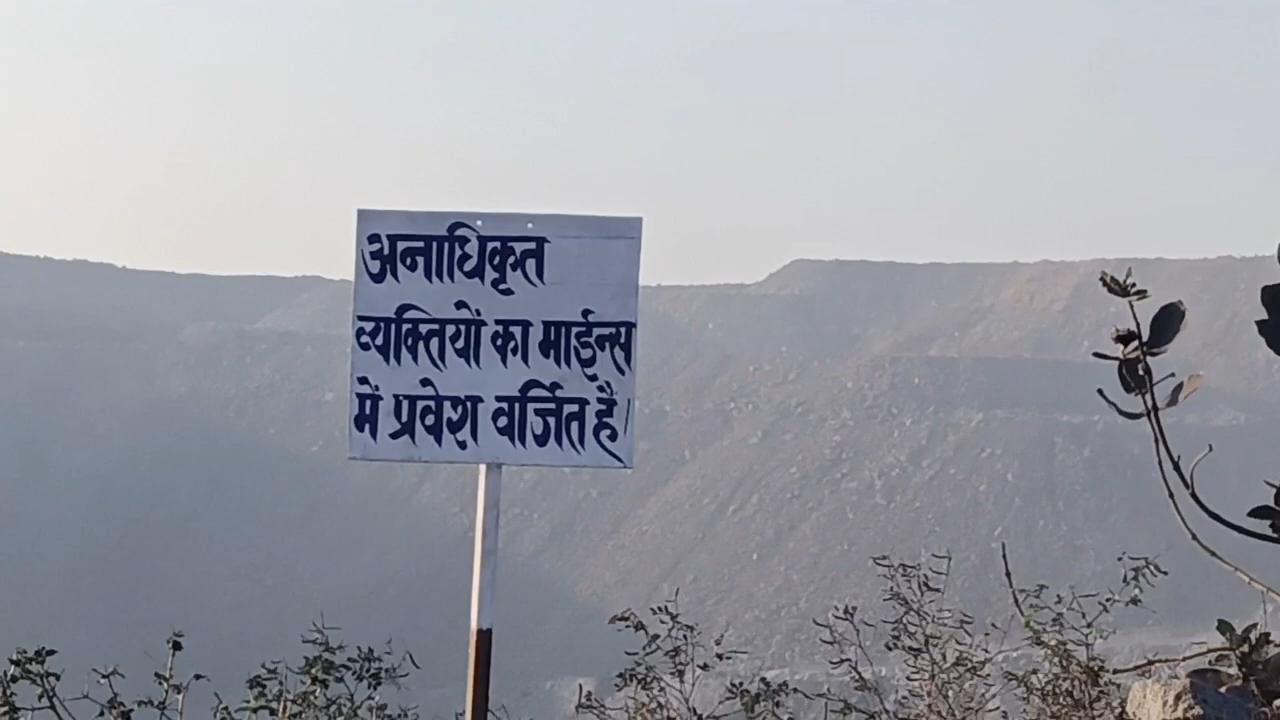 अनाधिकृत
व्यक्तियों का माईन्स
में प्रवेश वर्जित हैं।